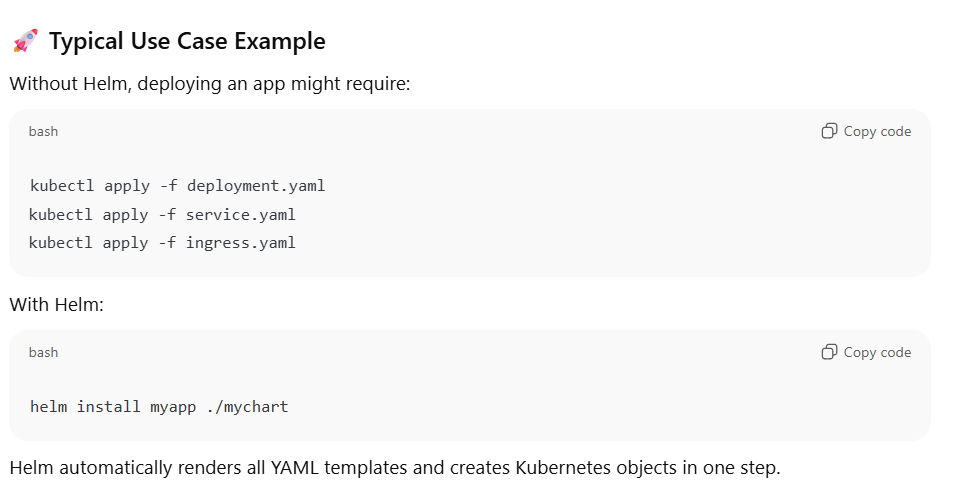 🚀 Typical Use Case Example
Without Helm, deploying an app might require:
bash
Copy code
kubectl apply -f deployment.yaml
kubectl apply -f service.yaml
kubectl apply -f ingress.yaml
With Helm:
bash
Copy code
helm install myapp ./mychart
Helm automatically renders all YAML templates and creates Kubernetes objects in one step.